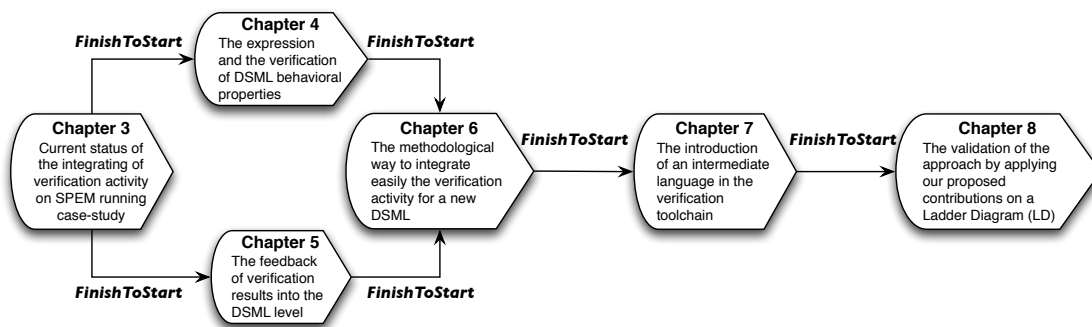 Chapter 4
The expression
and the verification
of DSML behavioral
properties
FinishToStart
FinishToStart
Chapter 3
Current status of
the integrating of
verification activity
on SPEM running
case-study
Chapter 6
The methodological
way to integrate
easily the verification
activity for a new
DSML
FinishToStart
Chapter 7
The introduction
of an intermediate
language in the
verification
toolchain
FinishToStart
Chapter 8
The validation of the
approach by applying
our proposed
contributions on a
Ladder Diagram (LD)
Chapter 5
The feedback
of verification
results into the
DSML level
FinishToStart
FinishToStart